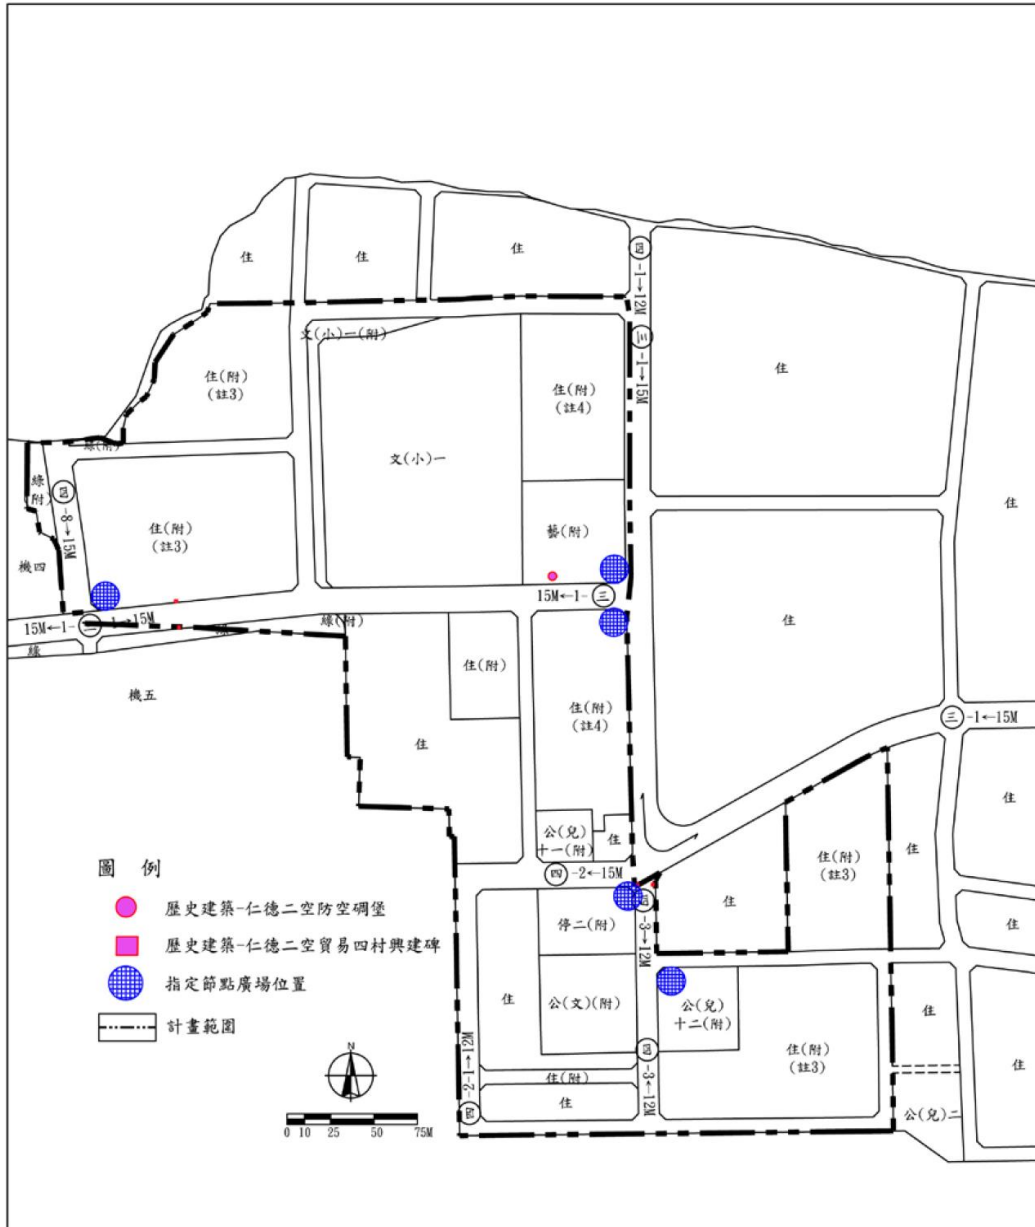 住
住
住
四
-1→12M
三
-1→15M
住
文(小)一(附)
住(附)
(註3)
住(附)
(註4)
文(小)一
綠(附)
綠
附)
四
-8→15M
住(附)
(註3)
藝(附)
住
機四
15M←1-
三
15M←1-
三
-1→15M
綠
綠(附)
綠
住
機五
住(附)
住(附)
(註4)
住
三
-1←15M
住
公(兒)
十一(附)
住
四
-2←15M
住(附)
(註3)
住
圖 例
歷史建築-仁德二空防空碉堡
歷史建築-仁德二空貿易四村興建碑
指定節點廣場位置
計畫範圍
停二(附)
四
-3→12M
住
住
住
公(文)(附)
公(兒)
十二(附)
住
住
四
-3←12M
住(附)
(註3)
四
-2-1→12M
住(附)
住
公(兒)二
N
0 10 25 50 75M